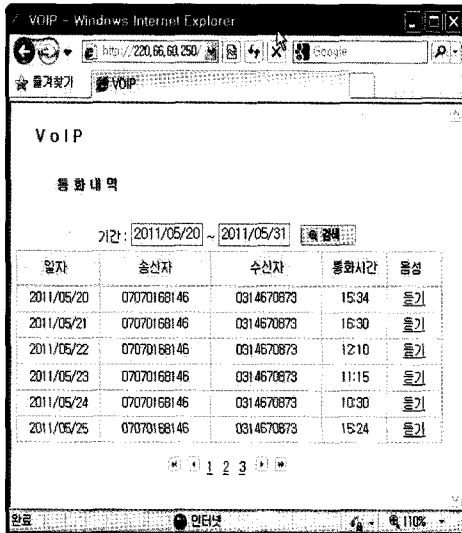 VOIP - Windows Internet Explorer
http://220.66.60.250/ Google
즐겨찾기 VOIP
VoIP
통화내역
기간: 2011/05/20 ~ 2011/05/31 검색
일자 송신자 수신자 통화시간 음성
2011/05/20 07070168146 0314670873 15:34 듣기
2011/05/21 07070168146 0314670873 16:30 듣기
2011/05/22 07070168146 0314670873 12:10 듣기
2011/05/23 07070168146 0314670873 11:15 듣기
2011/05/24 07070168146 0314670873 10:30 듣기
2011/05/25 07070168146 0314670873 15:24 듣기
1 2 3
완료 인터넷 110%